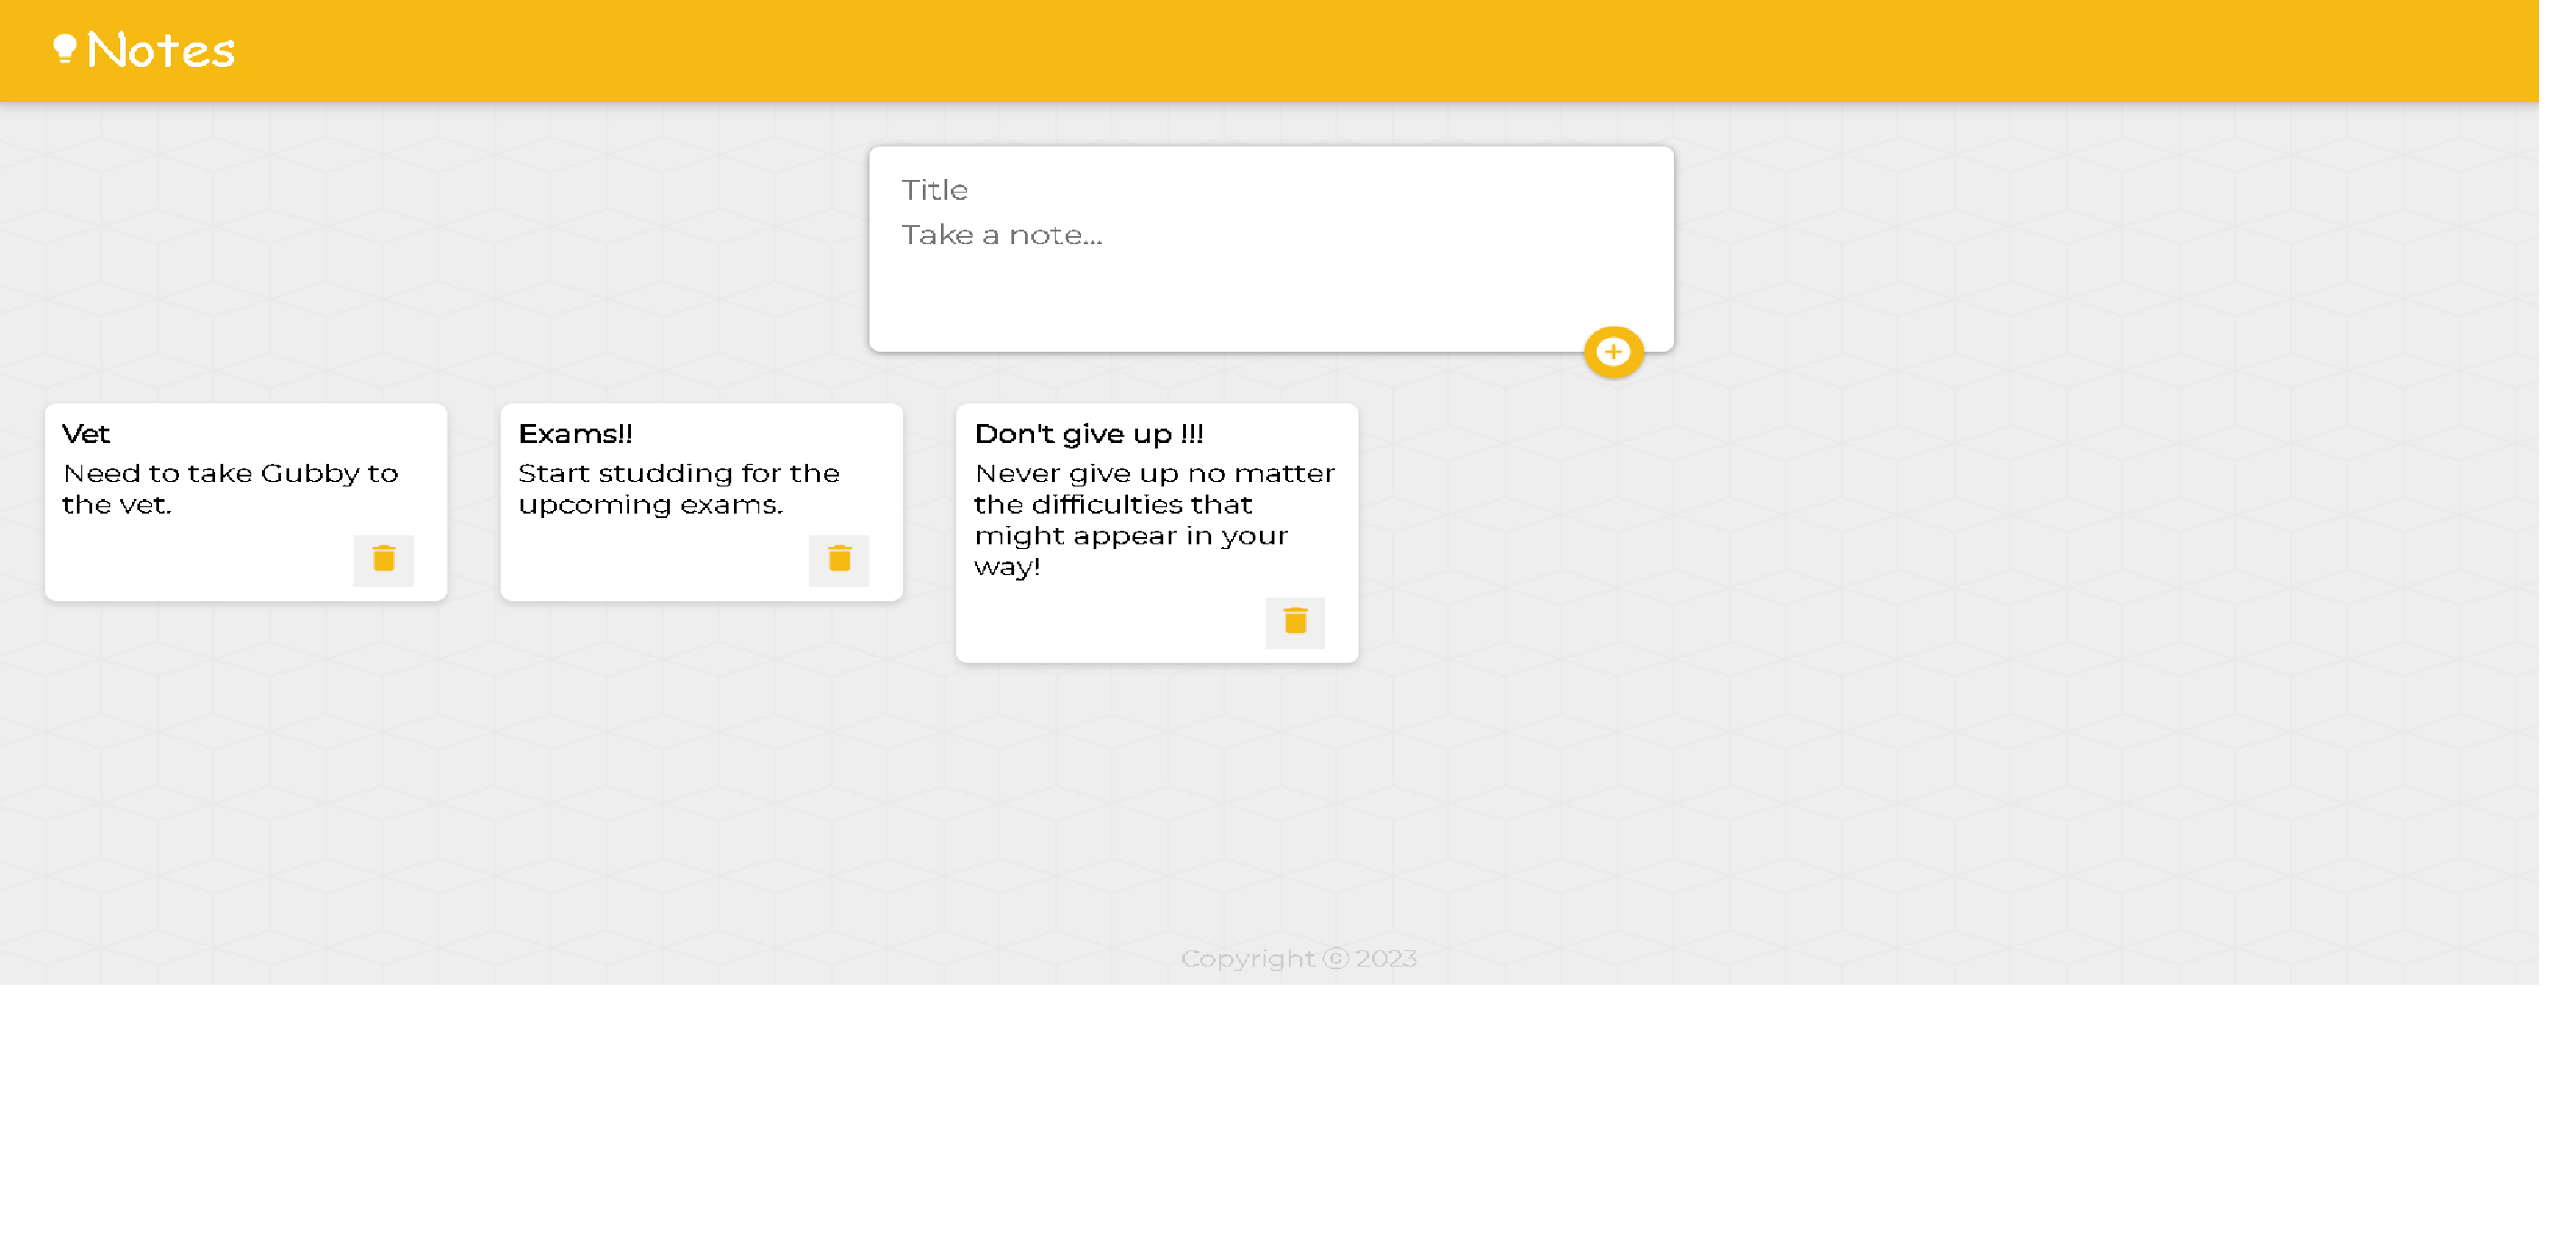 Notes
Title
Take a note...
Vet
Need to take Gubby to
the vet.
Exams!!
Start studding for the
upcoming exams.
Don't give up !!!
Never give up no matter
the difficulties that
might appear in your
way!
Copyright ⓒ 2023